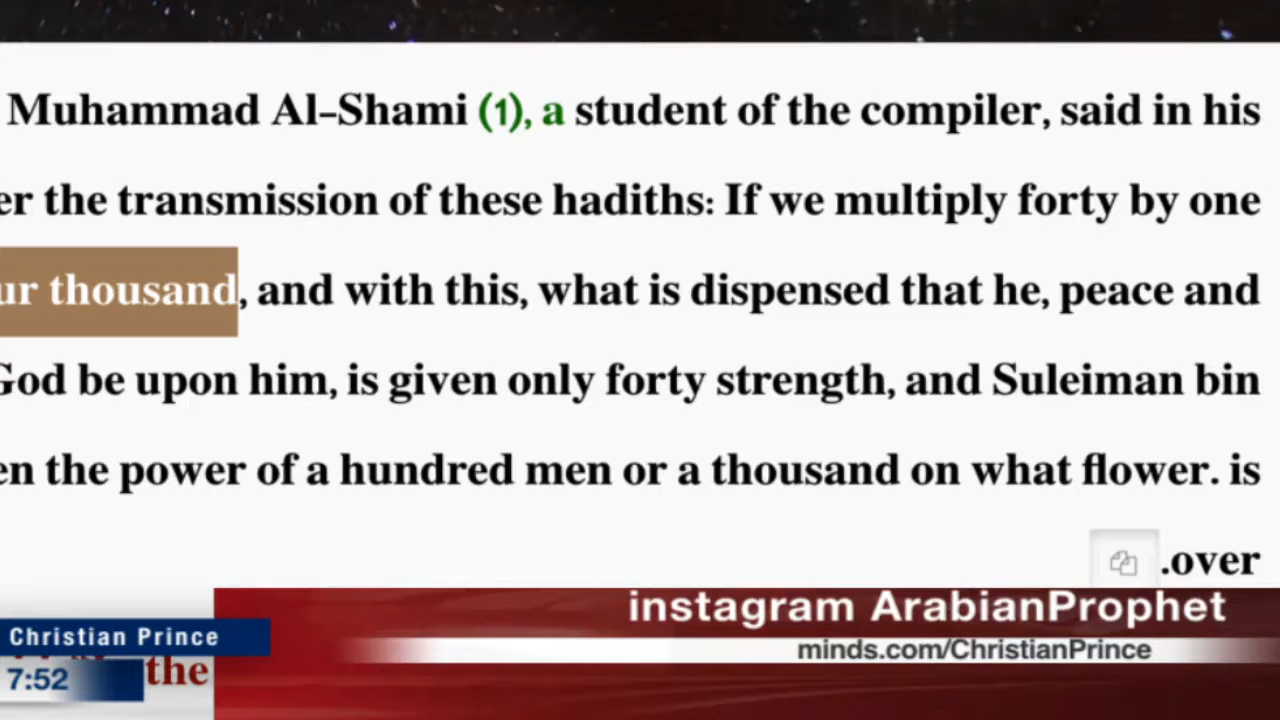 Muhammad Al-Shami (1), a student of the compiler, said in his
er the transmission of these hadiths: If we multiply forty by one
ur thousand, and with this, what is dispensed that he, peace and
God be upon him, is given only forty strength, and Suleiman bin
en the power of a hundred men or a thousand on what flower. is
.over
instagram ArabianProphet
Christian Prince
minds.com/ChristianPrince
7:52
the